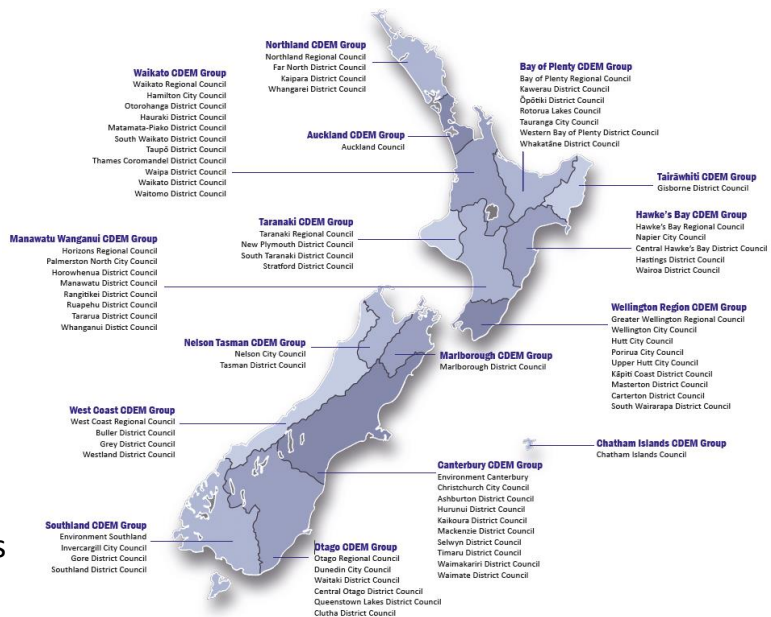 Northland CDEM Group
Northland Regional Council
Far North District Council
Kaipara District Council
Whangarei District Council
Waikato CDEM Group
Waikato Regional Council
Hamilton City Council
Otorohanga District Council
Hauraki District Council
Matamata-Piako District Council
South Waikato District Council
Taupō District Council
Thames Coromandel District Council
Waipa District Council
Waikato District Council
Waitomo District Council
Bay of Plenty CDEM Group
Bay of Plenty Regional Council
Kawerau District Council
Ōpōtiki District Council
Rotorua Lakes Council
Tauranga City Council
Western Bay of Plenty District Council
Whakatāne District Council
Auckland CDEM Group
Auckland Council
Tairāwhiti CDEM Group
Gisborne District Council
Taranaki CDEM Group
Taranaki Regional Council
New Plymouth District Council
South Taranaki District Council
Stratford District Council
Hawke's Bay CDEM Group
Hawke's Bay Regional Council
Napier City Council
Central Hawke's Bay District Council
Hastings District Council
Wairoa District Council
Manawatu Wanganui CDEM Group
Horizons Regional Council
Palmerston North City Council
Horowhenua District Council
Manawatu District Council
Rangitikei District Council
Ruapehu District Council
Tararua District Council
Whanganui Distict Council
Wellington Region CDEM Group
Greater Wellington Regional Council
Wellington City Council
Hutt City Council
Porirua City Council
Upper Hutt City Council
Kāpiti Coast District Council
Masterton District Council
Carterton District Council
South Wairarapa District Council
Nelson Tasman CDEM Group
Nelson City Council
Tasman District Council
Marlborough CDEM Group
Marlborough District Council
West Coast CDEM Group
West Coast Regional Council
Buller District Council
Grey District Council
Westland District Council
Chatham Islands CDEM Group
Chatham Islands Council
Canterbury CDEM Group
Environment Canterbury
Christchurch City Council
Ashburton District Council
Hurunui District Council
Kaikoura District Council
Mackenzie District Council
Selwyn District Council
Timaru District Council
Waimakariri District Council
Waimate District Council
Southland CDEM Group
Environment Southland
Invercargill City Council
Gore District Council
Southland District Council
s
Otago CDEM Group
Otago Regional Council
Dunedin City Council
Waitaki District Council
Central Otago District Council
Queenstown Lakes District Council
Clutha District Council